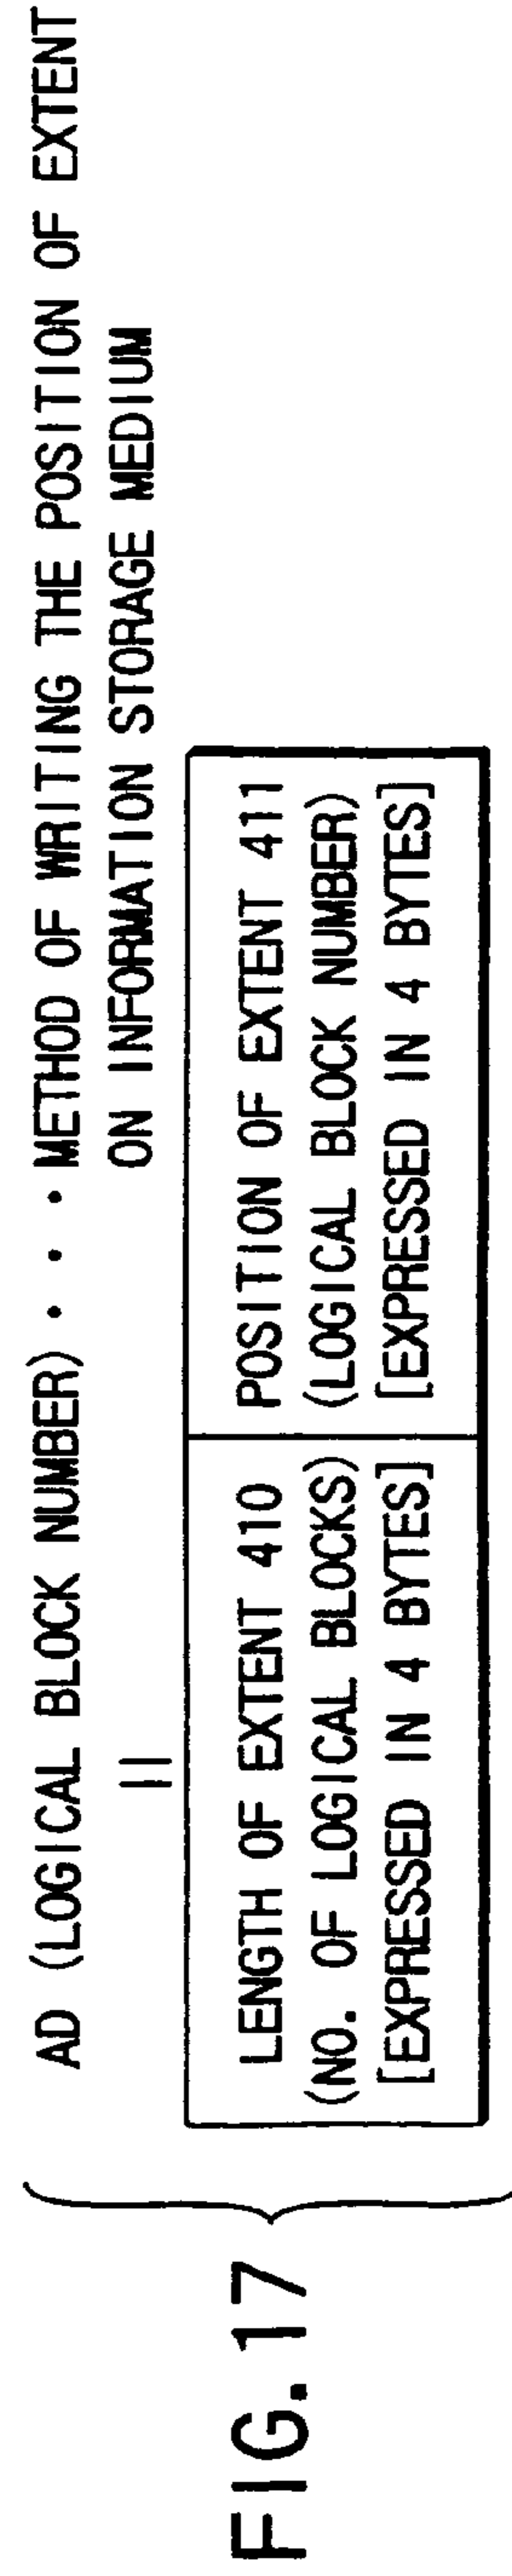 AD (LOGICAL BLOCK NUMBER) · · · METHOD OF WRITING THE POSITION OF EXTENT
ON INFORMATION STORAGE MEDIUM
=
LENGTH OF EXTENT 410
(NO. OF LOGICAL BLOCKS)
[EXPRESSED IN 4 BYTES]
POSITION OF EXTENT 411
(LOGICAL BLOCK NUMBER)
[EXPRESSED IN 4 BYTES]
FIG. 17